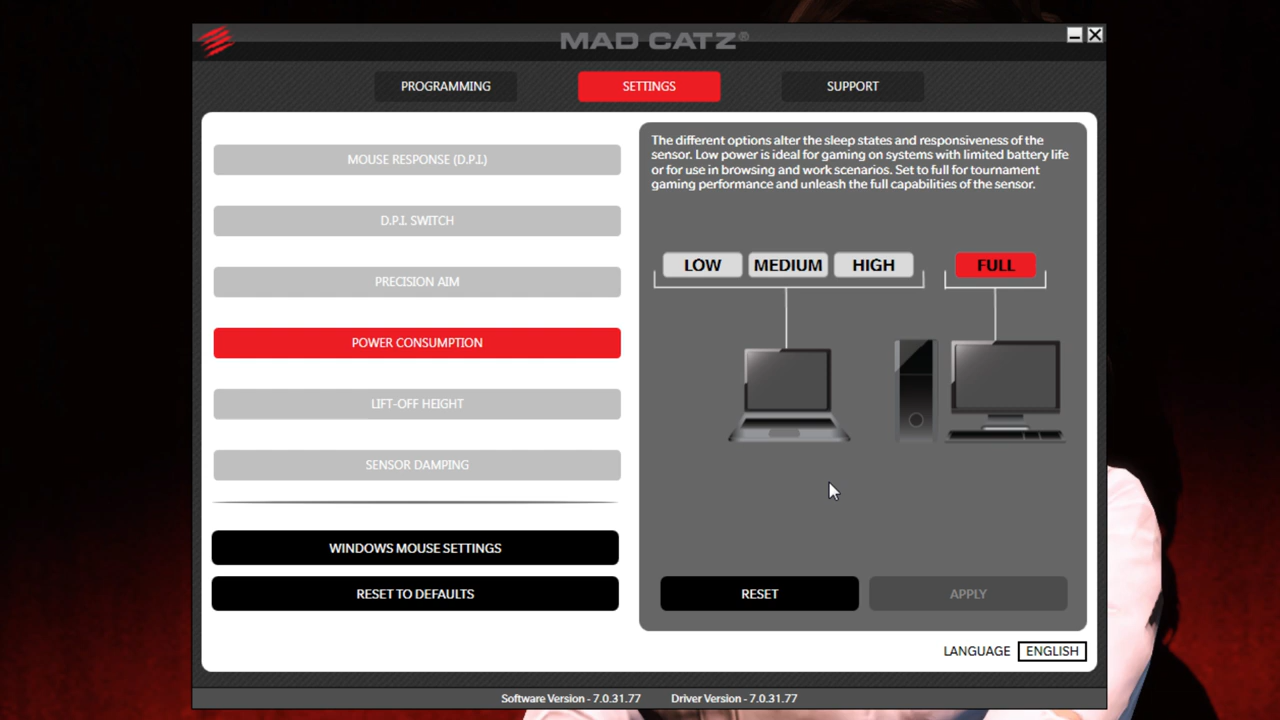 MAD CATZ®
PROGRAMMING
SETTINGS
SUPPORT
MOUSE RESPONSE (D.P.I.)
D.P.I. SWITCH
PRECISION AIM
POWER CONSUMPTION
LIFT-OFF HEIGHT
SENSOR DAMPING
WINDOWS MOUSE SETTINGS
RESET TO DEFAULTS
The different options alter the sleep states and responsiveness of the
sensor. Low power is ideal for gaming on systems with limited battery life
or for use in browsing and work scenarios. Set to full for tournament
gaming performance and unleash the full capabilities of the sensor.
LOW
MEDIUM
HIGH
FULL
RESET
APPLY
LANGUAGE ENGLISH
Software Version - 7.0.31.77 Driver Version - 7.0.31.77